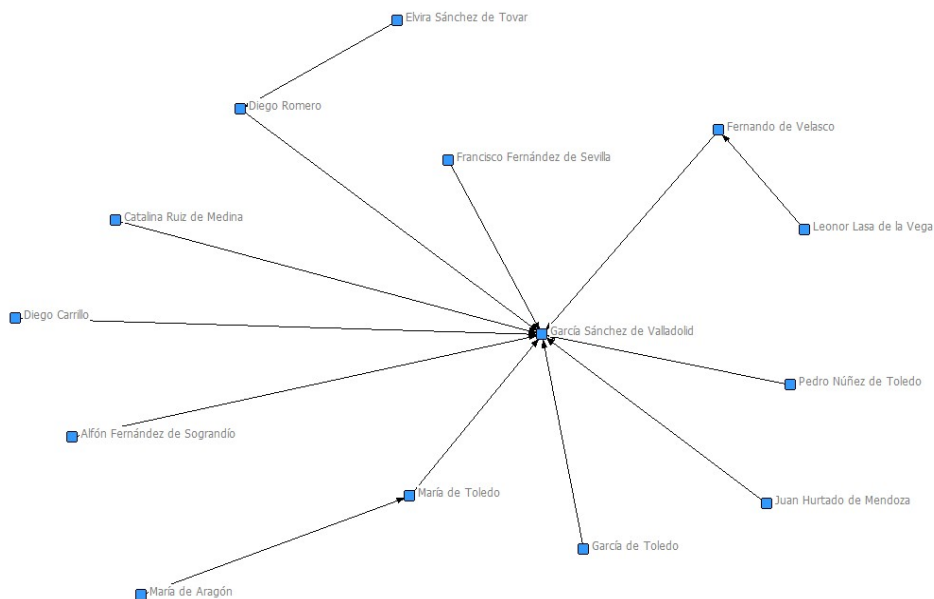 Elvira Sánchez de Tovar
Diego Romero
Fernando de Velasco
Francisco Fernández de Sevilla
Catalina Ruiz de Medina
Leonor Lasa de la Vega
Diego Carrillo
García Sánchez de Valladolid
Pedro Núñez de Toledo
Alfón Fernández de Sograndío
María de Toledo
Juan Hurtado de Mendoza
García de Toledo
María de Aragón